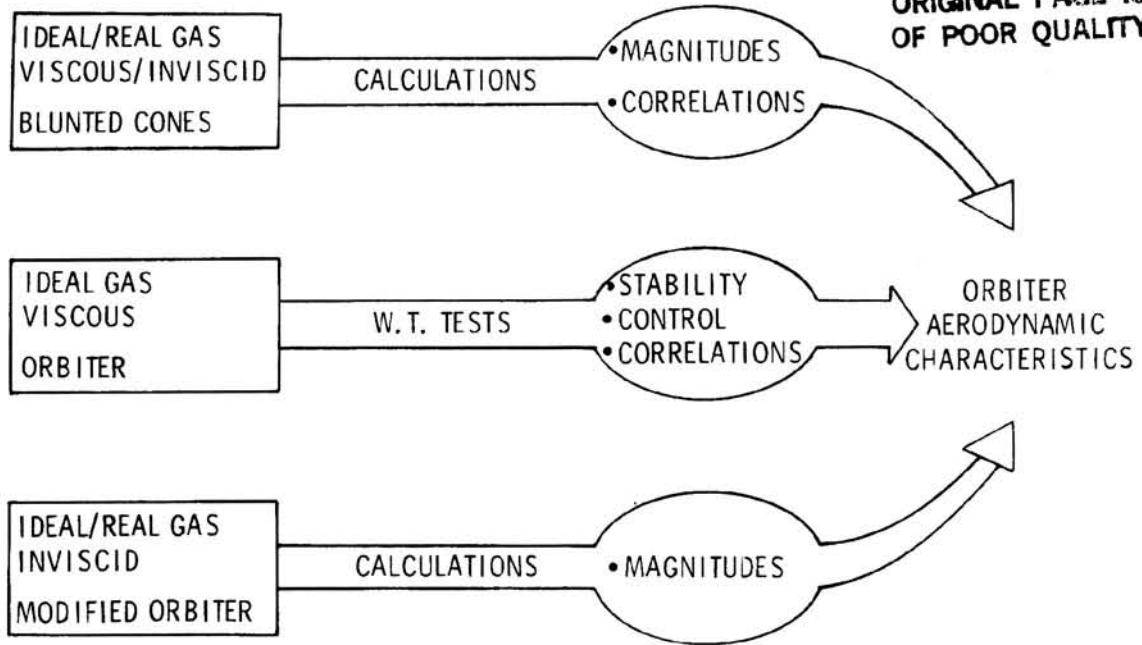 ORIGINAL
OF POOR QUALITY
IDEAL/REAL GAS
VISCOUS/INVISCID
BLUNTED CONES
CALCULATIONS
•MAGNITUDES
•CORRELATIONS
IDEAL GAS
VISCOUS
ORBITER
W.T. TESTS
•STABILITY
•CONTROL
•CORRELATIONS
ORBITER
AERODYNAMIC
CHARACTERISTICS
IDEAL/REAL GAS
INVISCID
MODIFIED ORBITER
CALCULATIONS
•MAGNITUDES